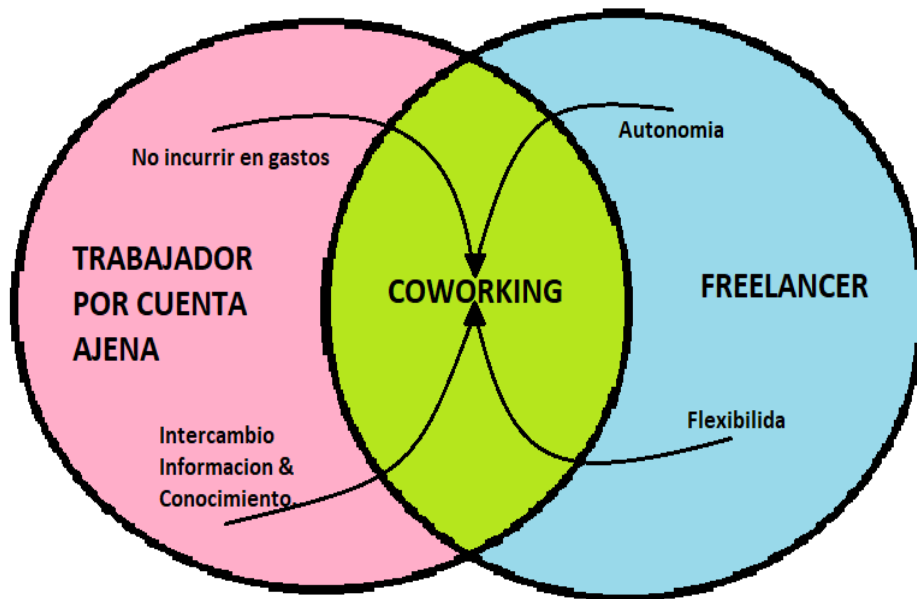 No incurrir en gastos
Autonomia
TRABAJADOR
POR CUENTA
AJENA
COWORKING
FREELANCER
Intercambio
Informacion &
Conocimiento.
Flexibilida